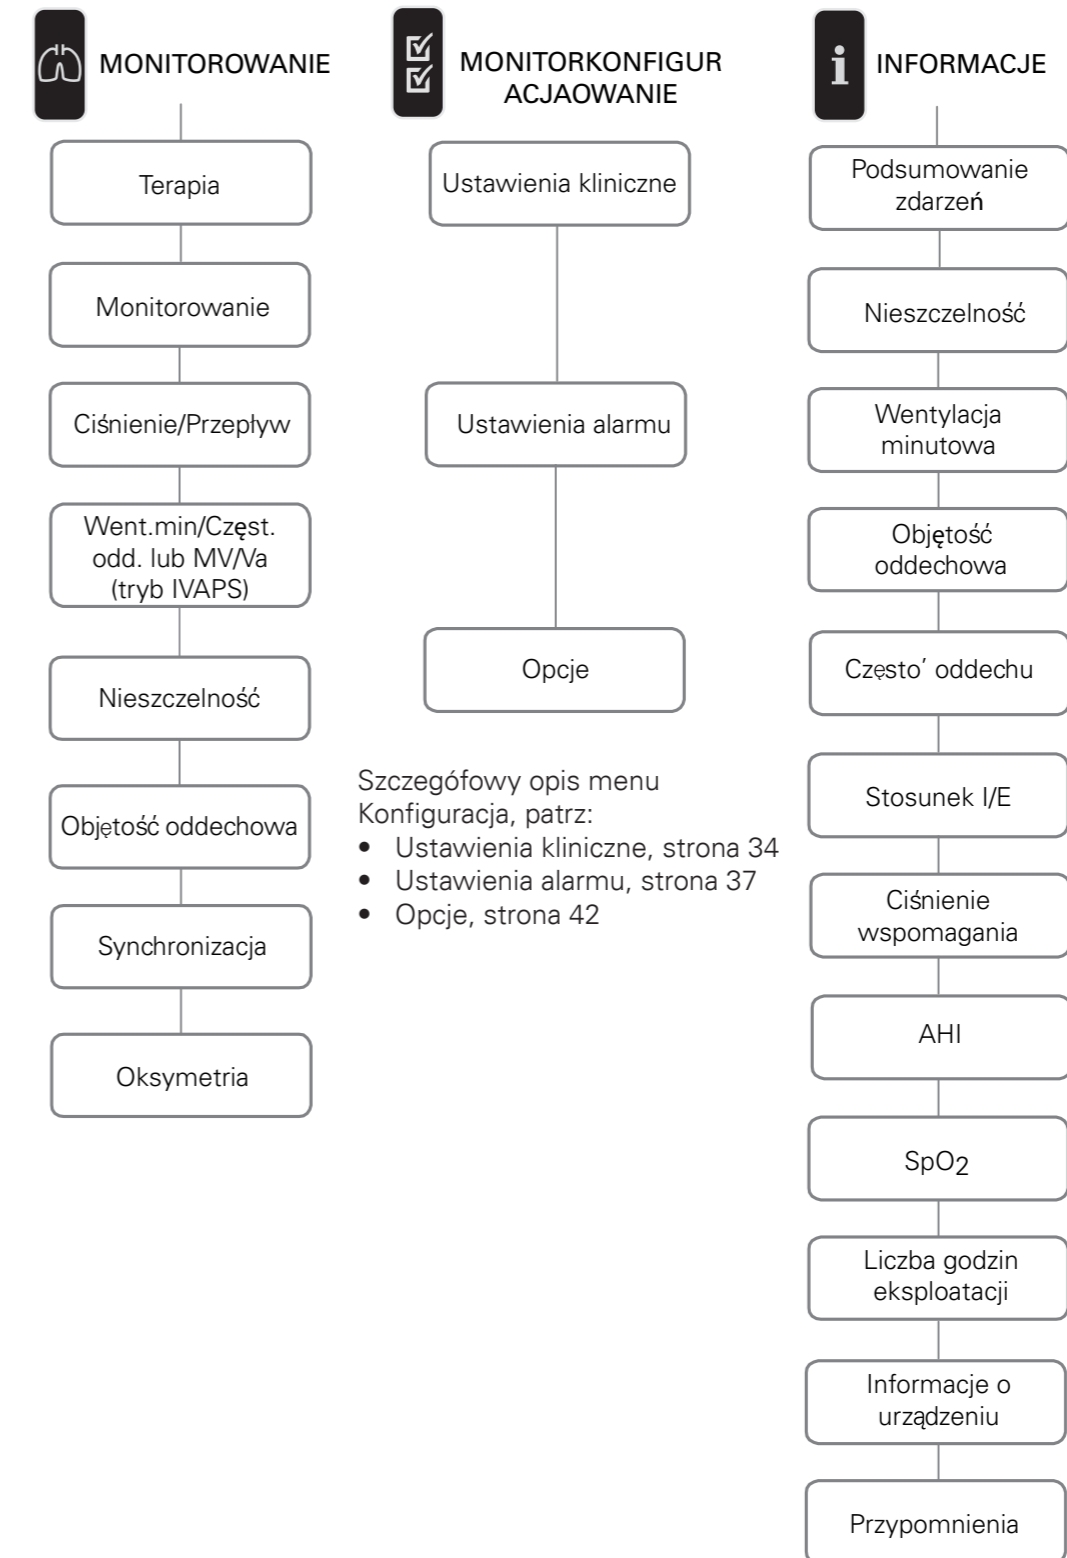 MONITOROWANIE
Terapia
Monitorowanie
Ciśnienie/Przepływ
Went.min/Częst.
odd. lub MV/Va
(tryb IVAPS)
Nieszczelność
Objętość oddechowa
Synchronizacja
Oksymetria
MONITORKONFIGUR
ACJAOWANIE
Ustawienia kliniczne
Ustawienia alarmu
Opcje
Szczegófowy opis menu
Konfiguracja, patrz:
• Ustawienia kliniczne, strona 34
• Ustawienia alarmu, strona 37
• Opcje, strona 42
i INFORMACJE
Podsumowanie
zdarzeń
Nieszczelność
Wentylacja
minutowa
Objętość
oddechowa
Często’ oddechu
Stosunek I/E
Ciśnienie
wspomagania
AHI
SpO2
Liczba godzin
eksploatacji
Informacje o
urządzeniu
Przypomnienia